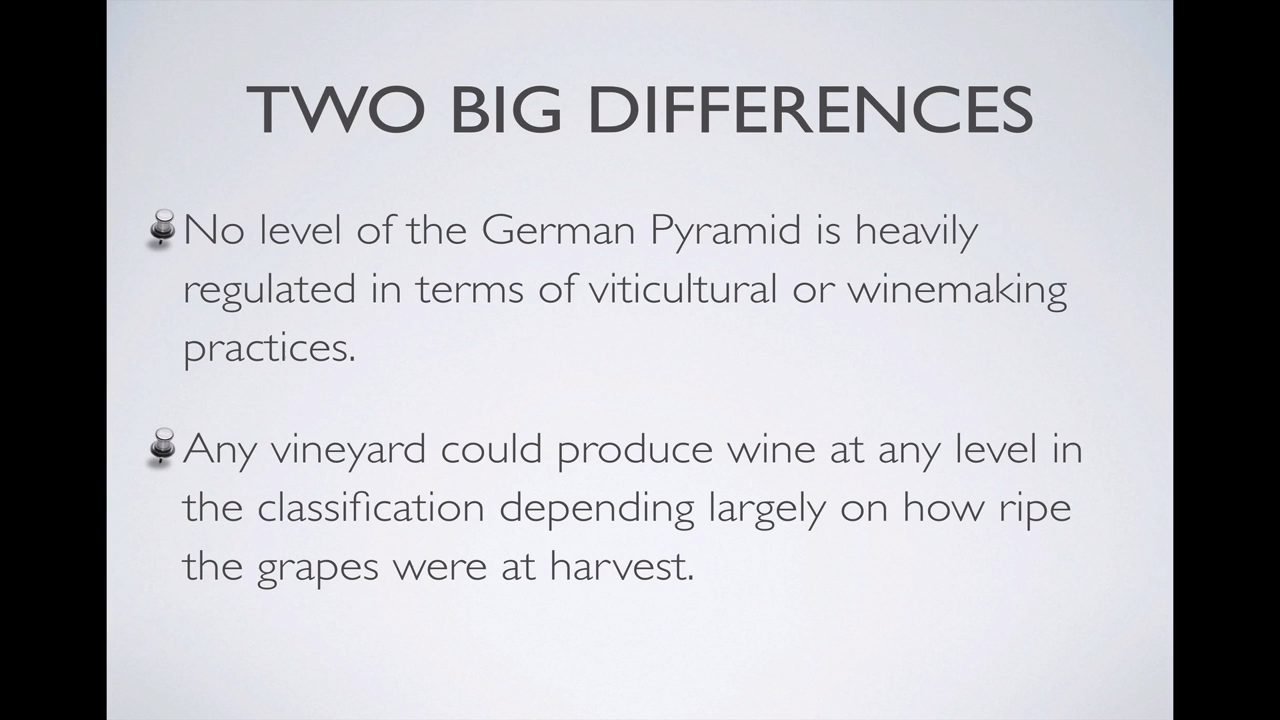 TWO BIG DIFFERENCES
No level of the German Pyramid is heavily
regulated in terms of viticultural or winemaking
practices.
Any vineyard could produce wine at any level in
the classification depending largely on how ripe
the grapes were at harvest.